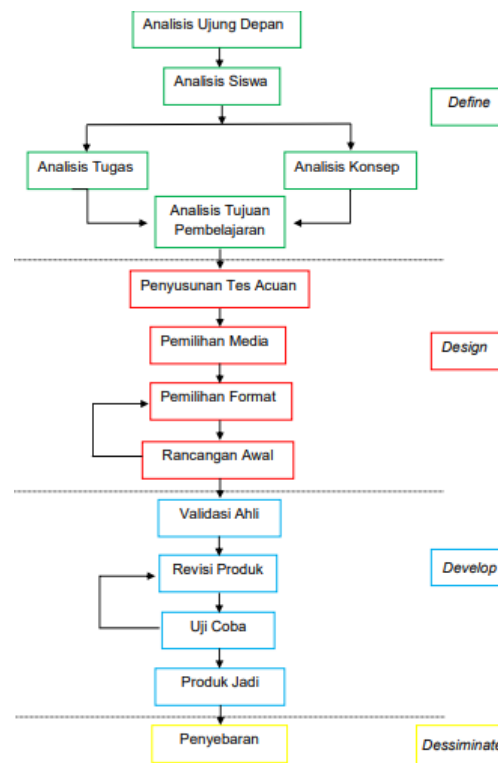 Analisis Ujung Depan
Analisis Siswa
Define
Analisis Tugas
Analisis Konsep
Analisis Tujuan
Pembelajaran
Penyusunan Tes Acuan
Pemilihan Media
Design
Pemilihan Format
Rancangan Awal
Validasi Ahli
Revisi Produk
Develop
Uji Coba
Produk Jadi
Penyebaran
Dessiminate